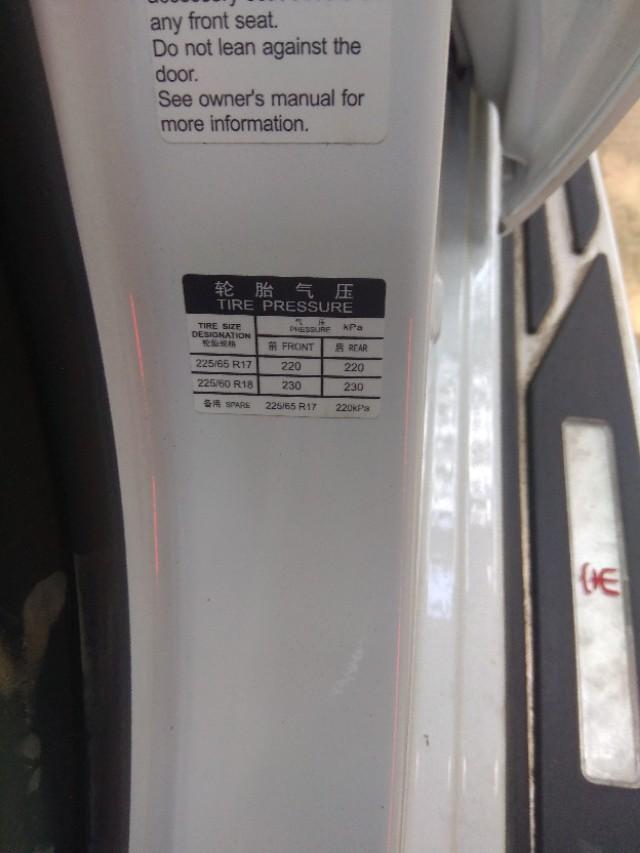 any front seat.
Do not lean against the
door.
See owner's manual for
more information.
轮 胎 气 压
TIRE PRESSURE
TIRE SIZE
DESIGNATION
轮胎规格
气 压
PRESSURE kPa
前 FRONT 后 REAR
225/65 R17 220 220
225/60 R18 230 230
备用 SPARE 225/65 R17 220kPa